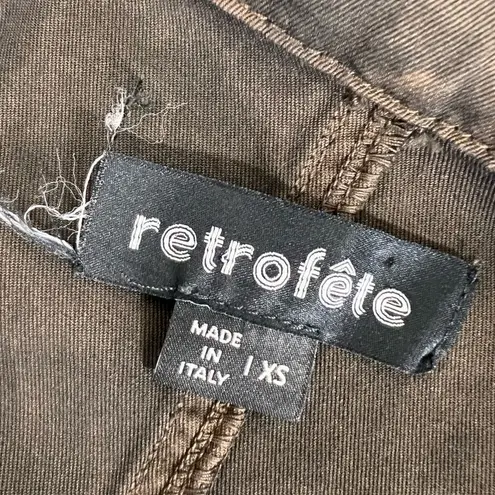 retrofête
MADE
IN
ITALY | XS